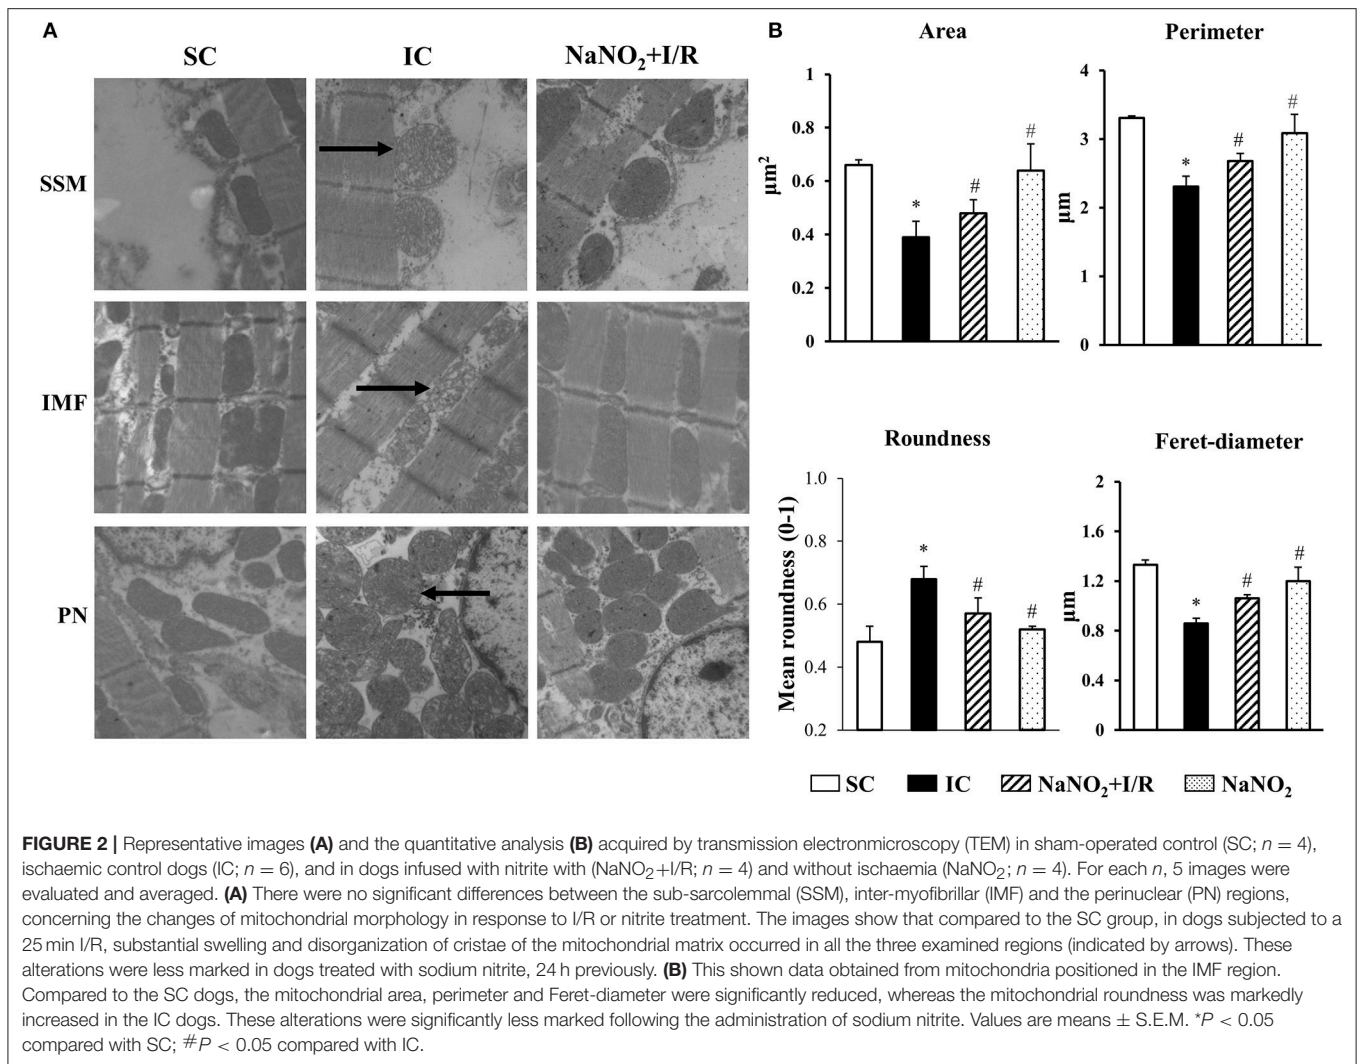 A
SC IC NaNO2+I/R
SSM
IMF
PN
B
Area
1
0.8
0.6
0.4
0.2
0
µm2
*
#
#
Perimeter
4
3
2
1
0
µm
*
#
#
Roundness
1.0
0.8
0.6
0.4
0.2
Mean roundness (0-1)
*
#
#
Feret-diameter
2
1.6
1.2
0.8
0.4
0
µm
*
#
#
SC IC NaNO2+I/R NaNO2
FIGURE 2 | Representative images (A) and the quantitative analysis (B) acquired by transmission electronmicroscopy (TEM) in sham-operated control (SC; n = 4),
ischaemic control dogs (IC; n = 6), and in dogs infused with nitrite with (NaNO2+I/R; n = 4) and without ischaemia (NaNO2; n = 4). For each n, 5 images were
evaluated and averaged. (A) There were no significant differences between the sub-sarcolemmal (SSM), inter-myofibrillar (IMF) and the perinuclear (PN) regions,
concerning the changes of mitochondrial morphology in response to I/R or nitrite treatment. The images show that compared to the SC group, in dogs subjected to a
25 min I/R, substantial swelling and disorganization of cristae of the mitochondrial matrix occurred in all the three examined regions (indicated by arrows). These
alterations were less marked in dogs treated with sodium nitrite, 24 h previously. (B) This shown data obtained from mitochondria positioned in the IMF region.
Compared to the SC dogs, the mitochondrial area, perimeter and Feret-diameter were significantly reduced, whereas the mitochondrial roundness was markedly
increased in the IC dogs. These alterations were significantly less marked following the administration of sodium nitrite. Values are means ± S.E.M. *P < 0.05
compared with SC; #P < 0.05 compared with IC.